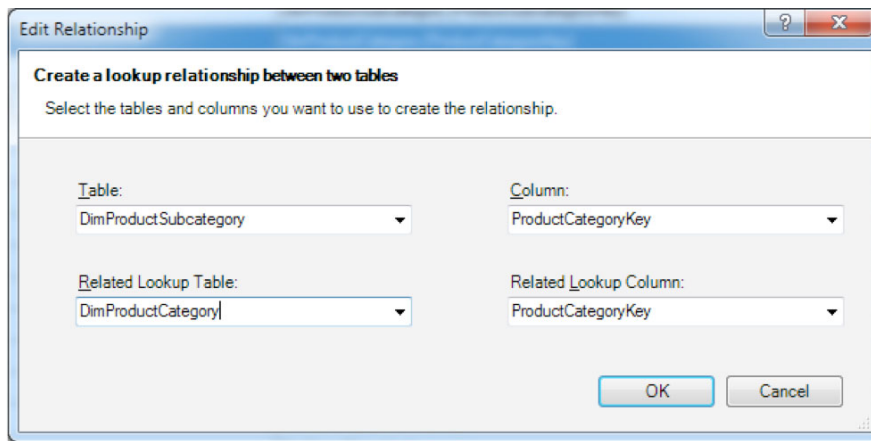 Edit Relationship
Create a lookup relationship between two tables
Select the tables and columns you want to use to create the relationship.
Table:
Column:
DimProductSubcategory
ProductCategoryKey
Related Lookup Table:
Related Lookup Column:
DimProductCategory
ProductCategoryKey
OK
Cancel